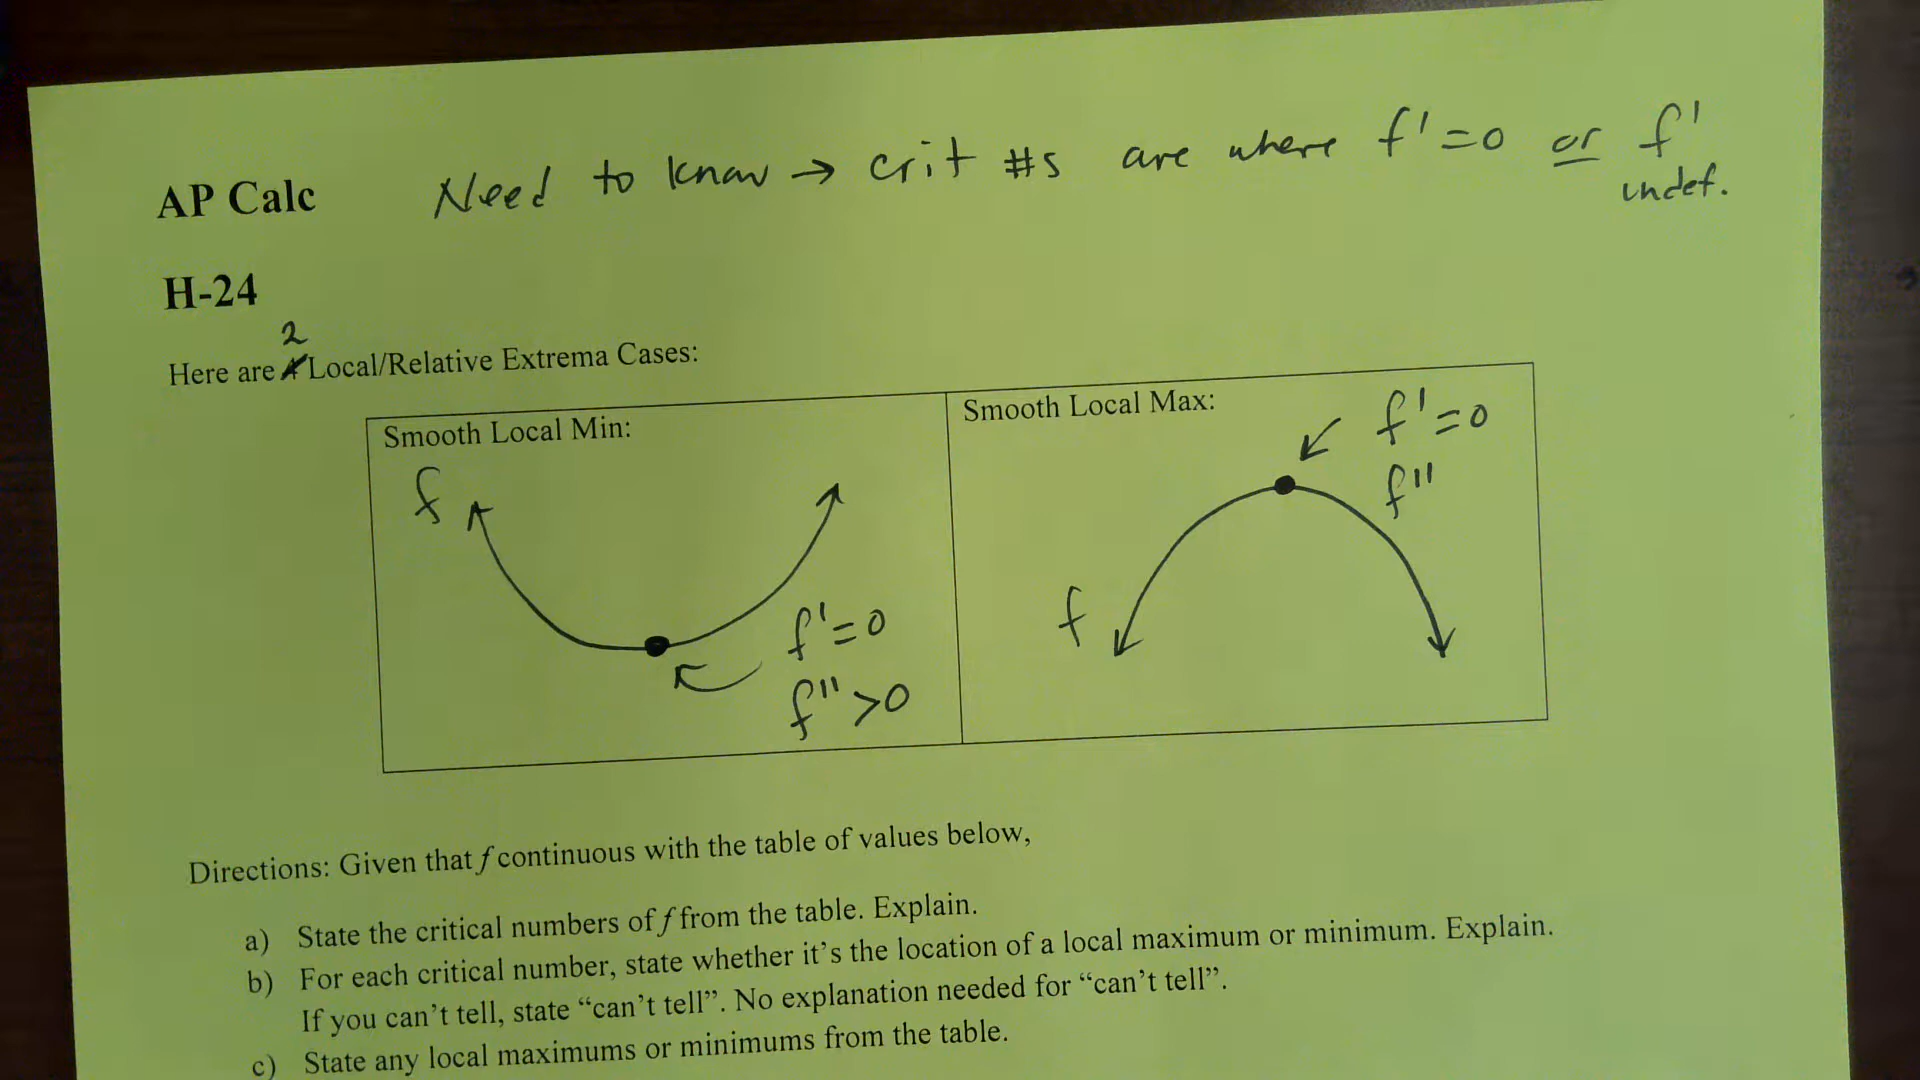 AP Calc Need to know → crit #s are where f'=0 or f' undef.
H-24
2
Here are 4 Local/Relative Extrema Cases:
Smooth Local Min:
f
f'=0
f''>0
Smooth Local Max:
f'=0
f''
f
Directions: Given that f continuous with the table of values below,
a) State the critical numbers of f from the table. Explain.
b) For each critical number, state whether it's the location of a local maximum or minimum. Explain.
If you can't tell, state “can't tell”. No explanation needed for “can't tell”.
c) State any local maximums or minimums from the table.